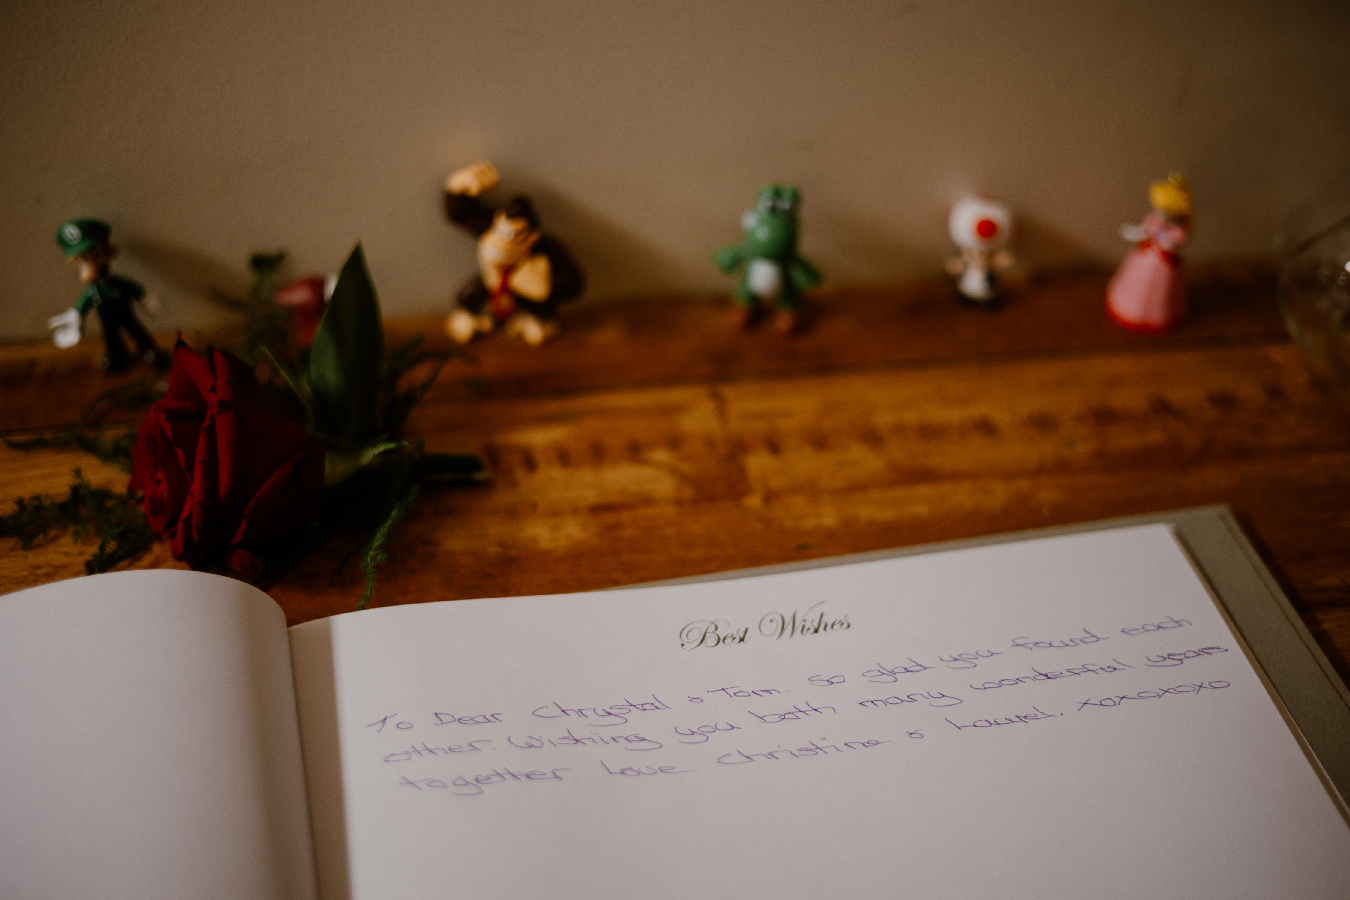 Best Wishes
To Dear Chrystal & Tom. So glad you found each
other. Wishing you both many wonderful years
together. Love Christine & Laurel. xoxoxoxo
L